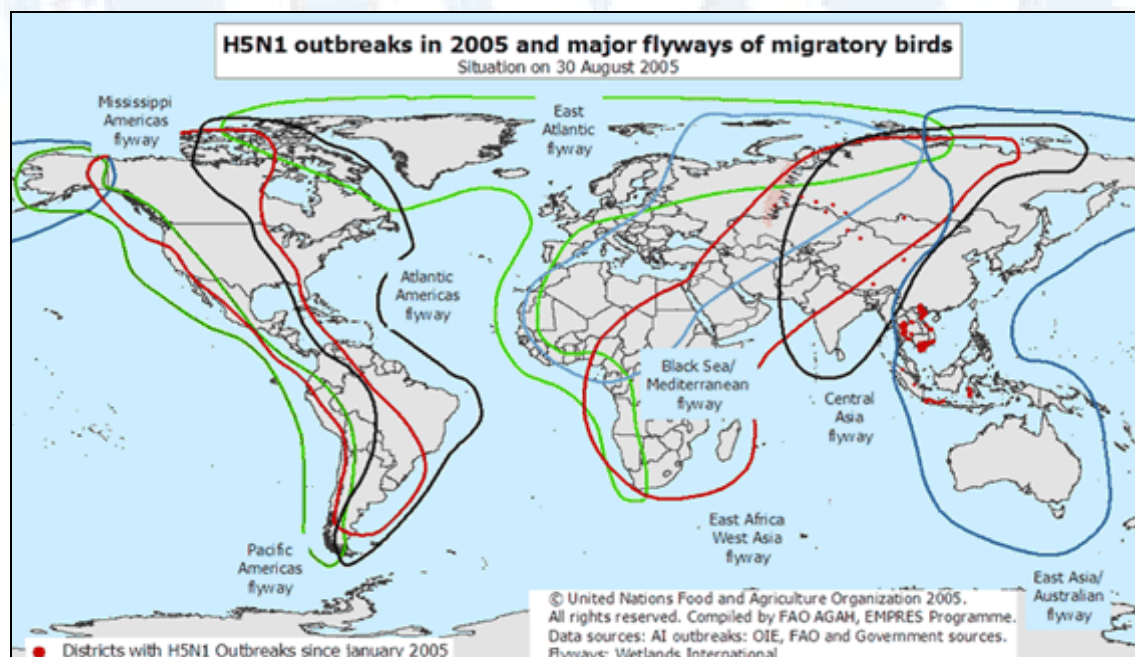 H5N1 outbreaks in 2005 and major flyways of migratory birds
Situation on 30 August 2005
Mississippi
Americas
flyway
East
Atlantic
flyway
Atlantic
Americas
flyway
Black Sea/
Mediterranean
flyway
Central
Asia
flyway
East Africa
West Asia
flyway
Pacific
Americas
flyway
East Asia/
Australian
flyway
© United Nations Food and Agriculture Organization 2005.
All rights reserved. Compiled by FAO AGAH, EMPRES Programme.
Data sources: AI outbreaks: OIE, FAO and Government sources.
Flyways: Wetlands International
Districts with H5N1 Outbreaks since january 2005